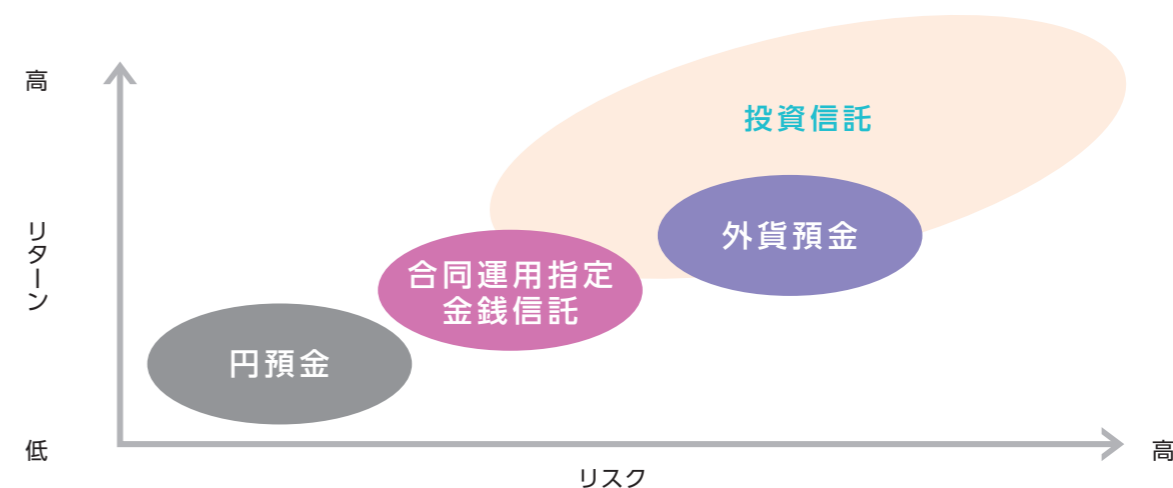 高
投資信託
リターン
外貨預金
合同運用指定
金銭信託
円預金
低
高
リスク